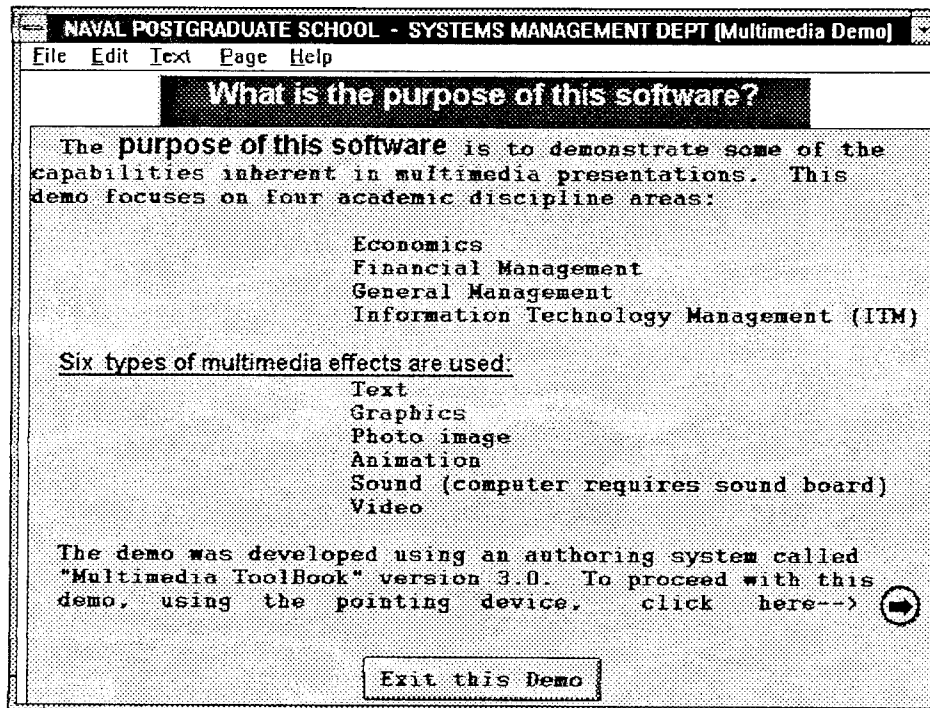 NAVAL POSTGRADUATE SCHOOL - SYSTEMS MANAGEMENT DEPT (Multimedia Demo)
File Edit Text Page Help
What is the purpose of this software?
The purpose of this software is to demonstrate some of the
capabilities inherent in multimedia presentations. This
demo focuses on four academic discipline areas:
Economics
Financial Management
General Management
Information Technology Management (ITM)
Six types of multimedia effects are used:
Text
Graphics
Photo image
Animation
Sound (computer requires sound board)
Video
The demo was developed using an authoring system called
"Multimedia ToolBook" version 3.0. To proceed with this
demo, using the pointing device, click here-->
Exit this Demo